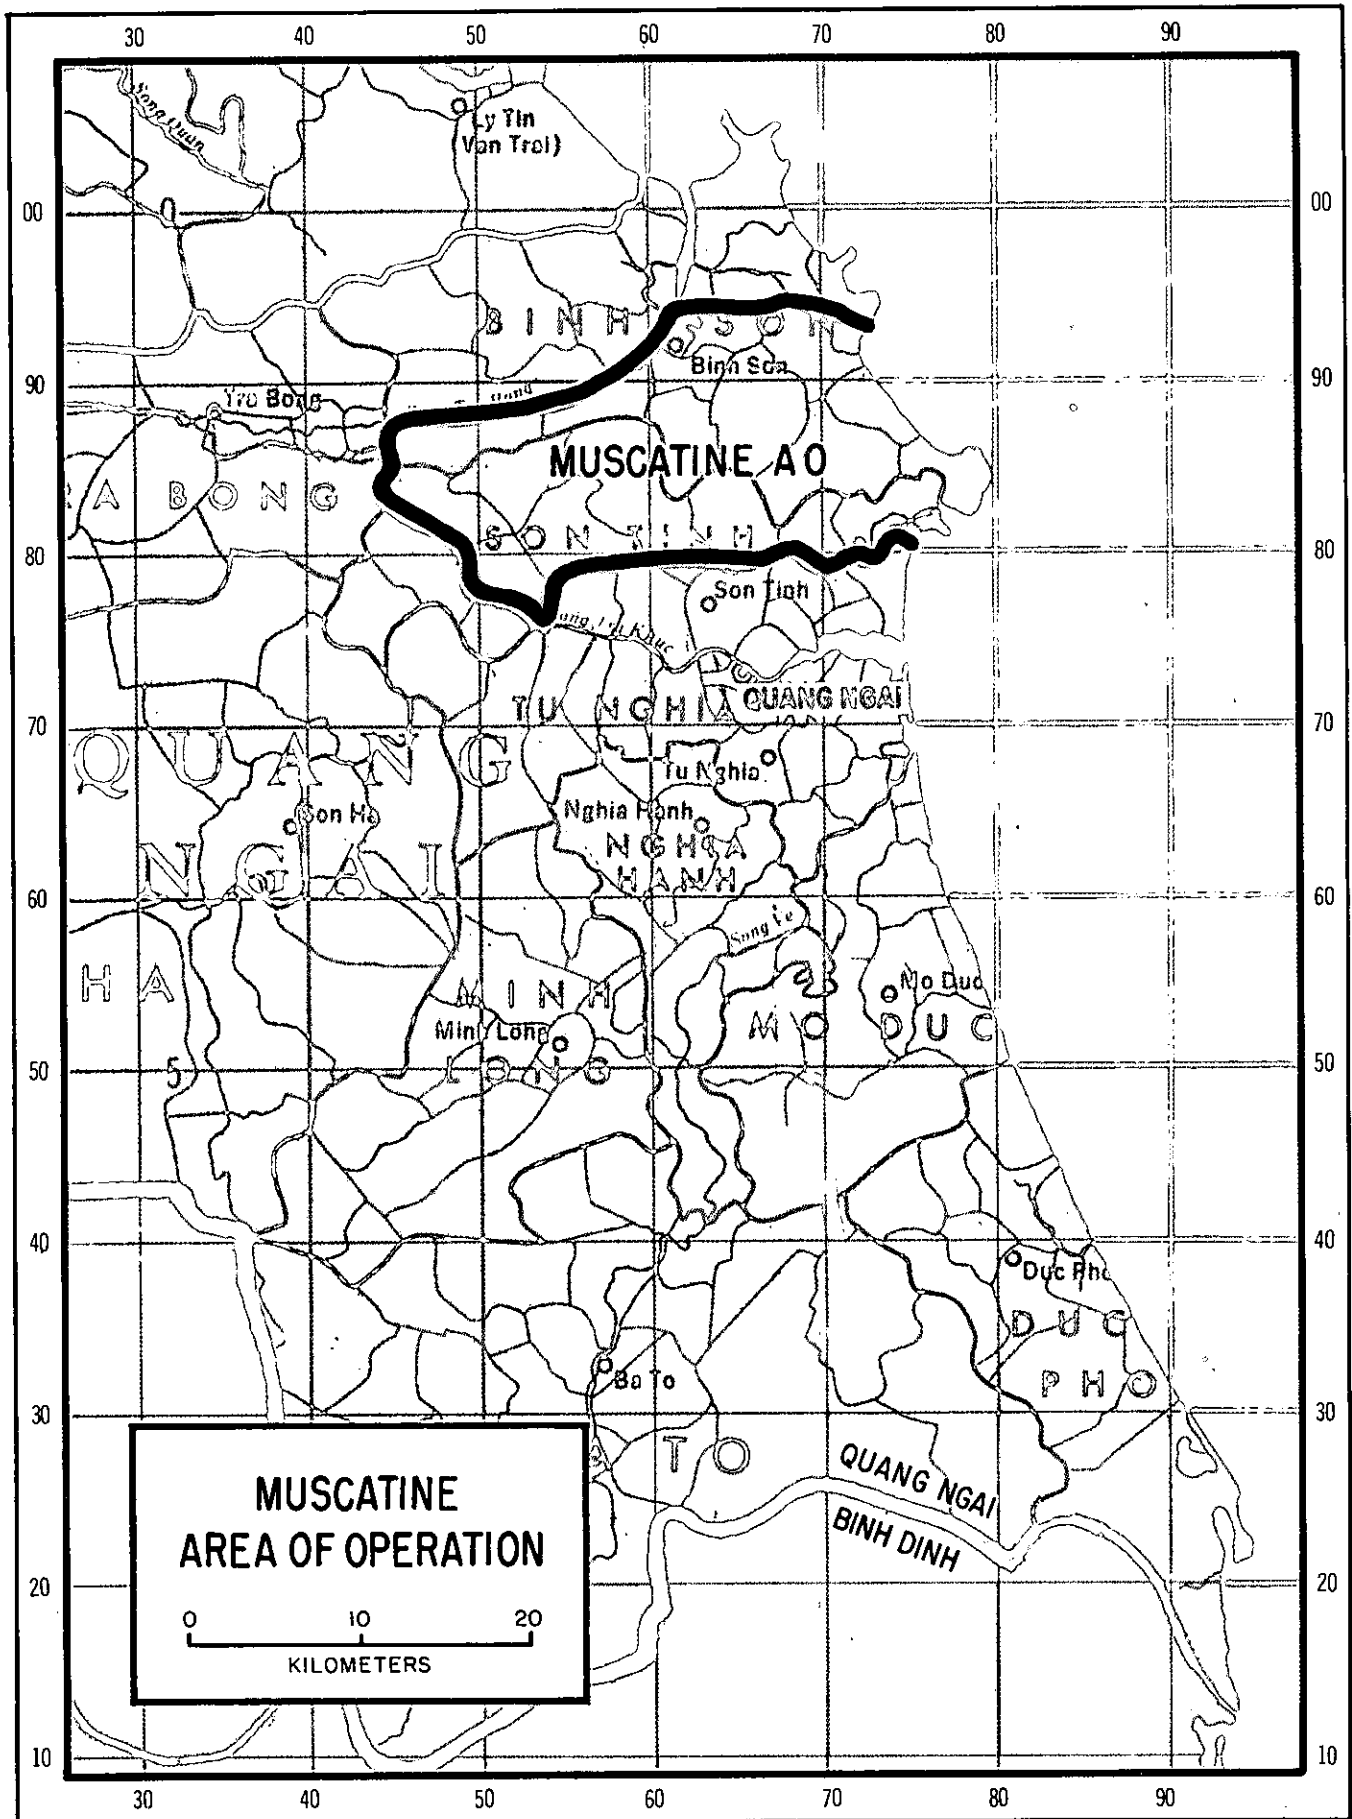 30 40 50 60 70 80 90
Song Quan
Ly Tin
(Van Trai)
00 00
0
BINH SON
Binh Son
90 90
Tra Bong
MUSCATINE AO
RA BONG
SON TINH
80 80
Son Tinh
TU NGHIA
QUANG NGAI
70 70
QUANG
Tu Nghia
Son Ha
Nghia Hanh
NGHIA
HANH
NGAI
60 60
Song Ve
HA
MINH
Mo Duc
Minh Long
MO DUC
50 5 50
LONG
40 40
Duc Pho
DUC
Ba To
PHO
30 30
TO
QUANG NGAI
BINH DINH
MUSCATINE
AREA OF OPERATION
20 20
0 10 20
KILOMETERS
10 10
30 40 50 60 70 80 90